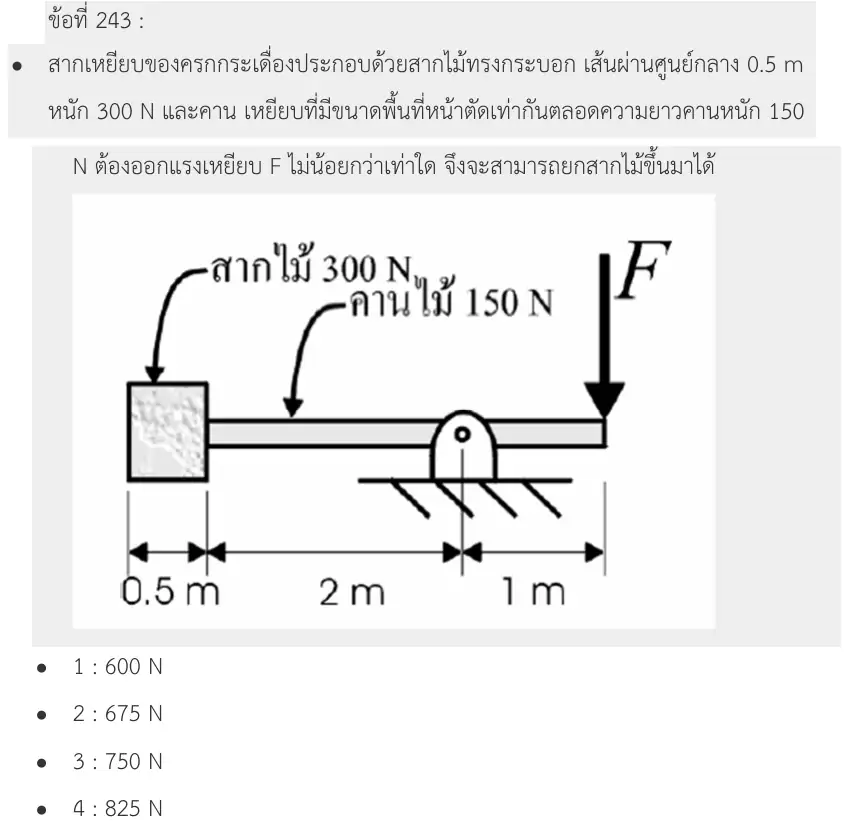 ข้อที่ 243 :
สากเหยียบของครกกระเดื่องประกอบด้วยสากไม้ทรงกระบอก เส้นผ่านศูนย์กลาง 0.5 m
หนัก 300 N และคาน เหยียบที่มีขนาดพื้นที่หน้าตัดเท่ากันตลอดความยาวคานหนัก 150
N ต้องออกแรงเหยียบ F ไม่น้อยกว่าเท่าใด จึงจะสามารถยกสากไม้ขึ้นมาได้
สากไม้ 300 N
F
คานไม้ 150 N
0.5 m
2 m
1 m
1 : 600 N
2 : 675 N
3 : 750 N
4 : 825 N